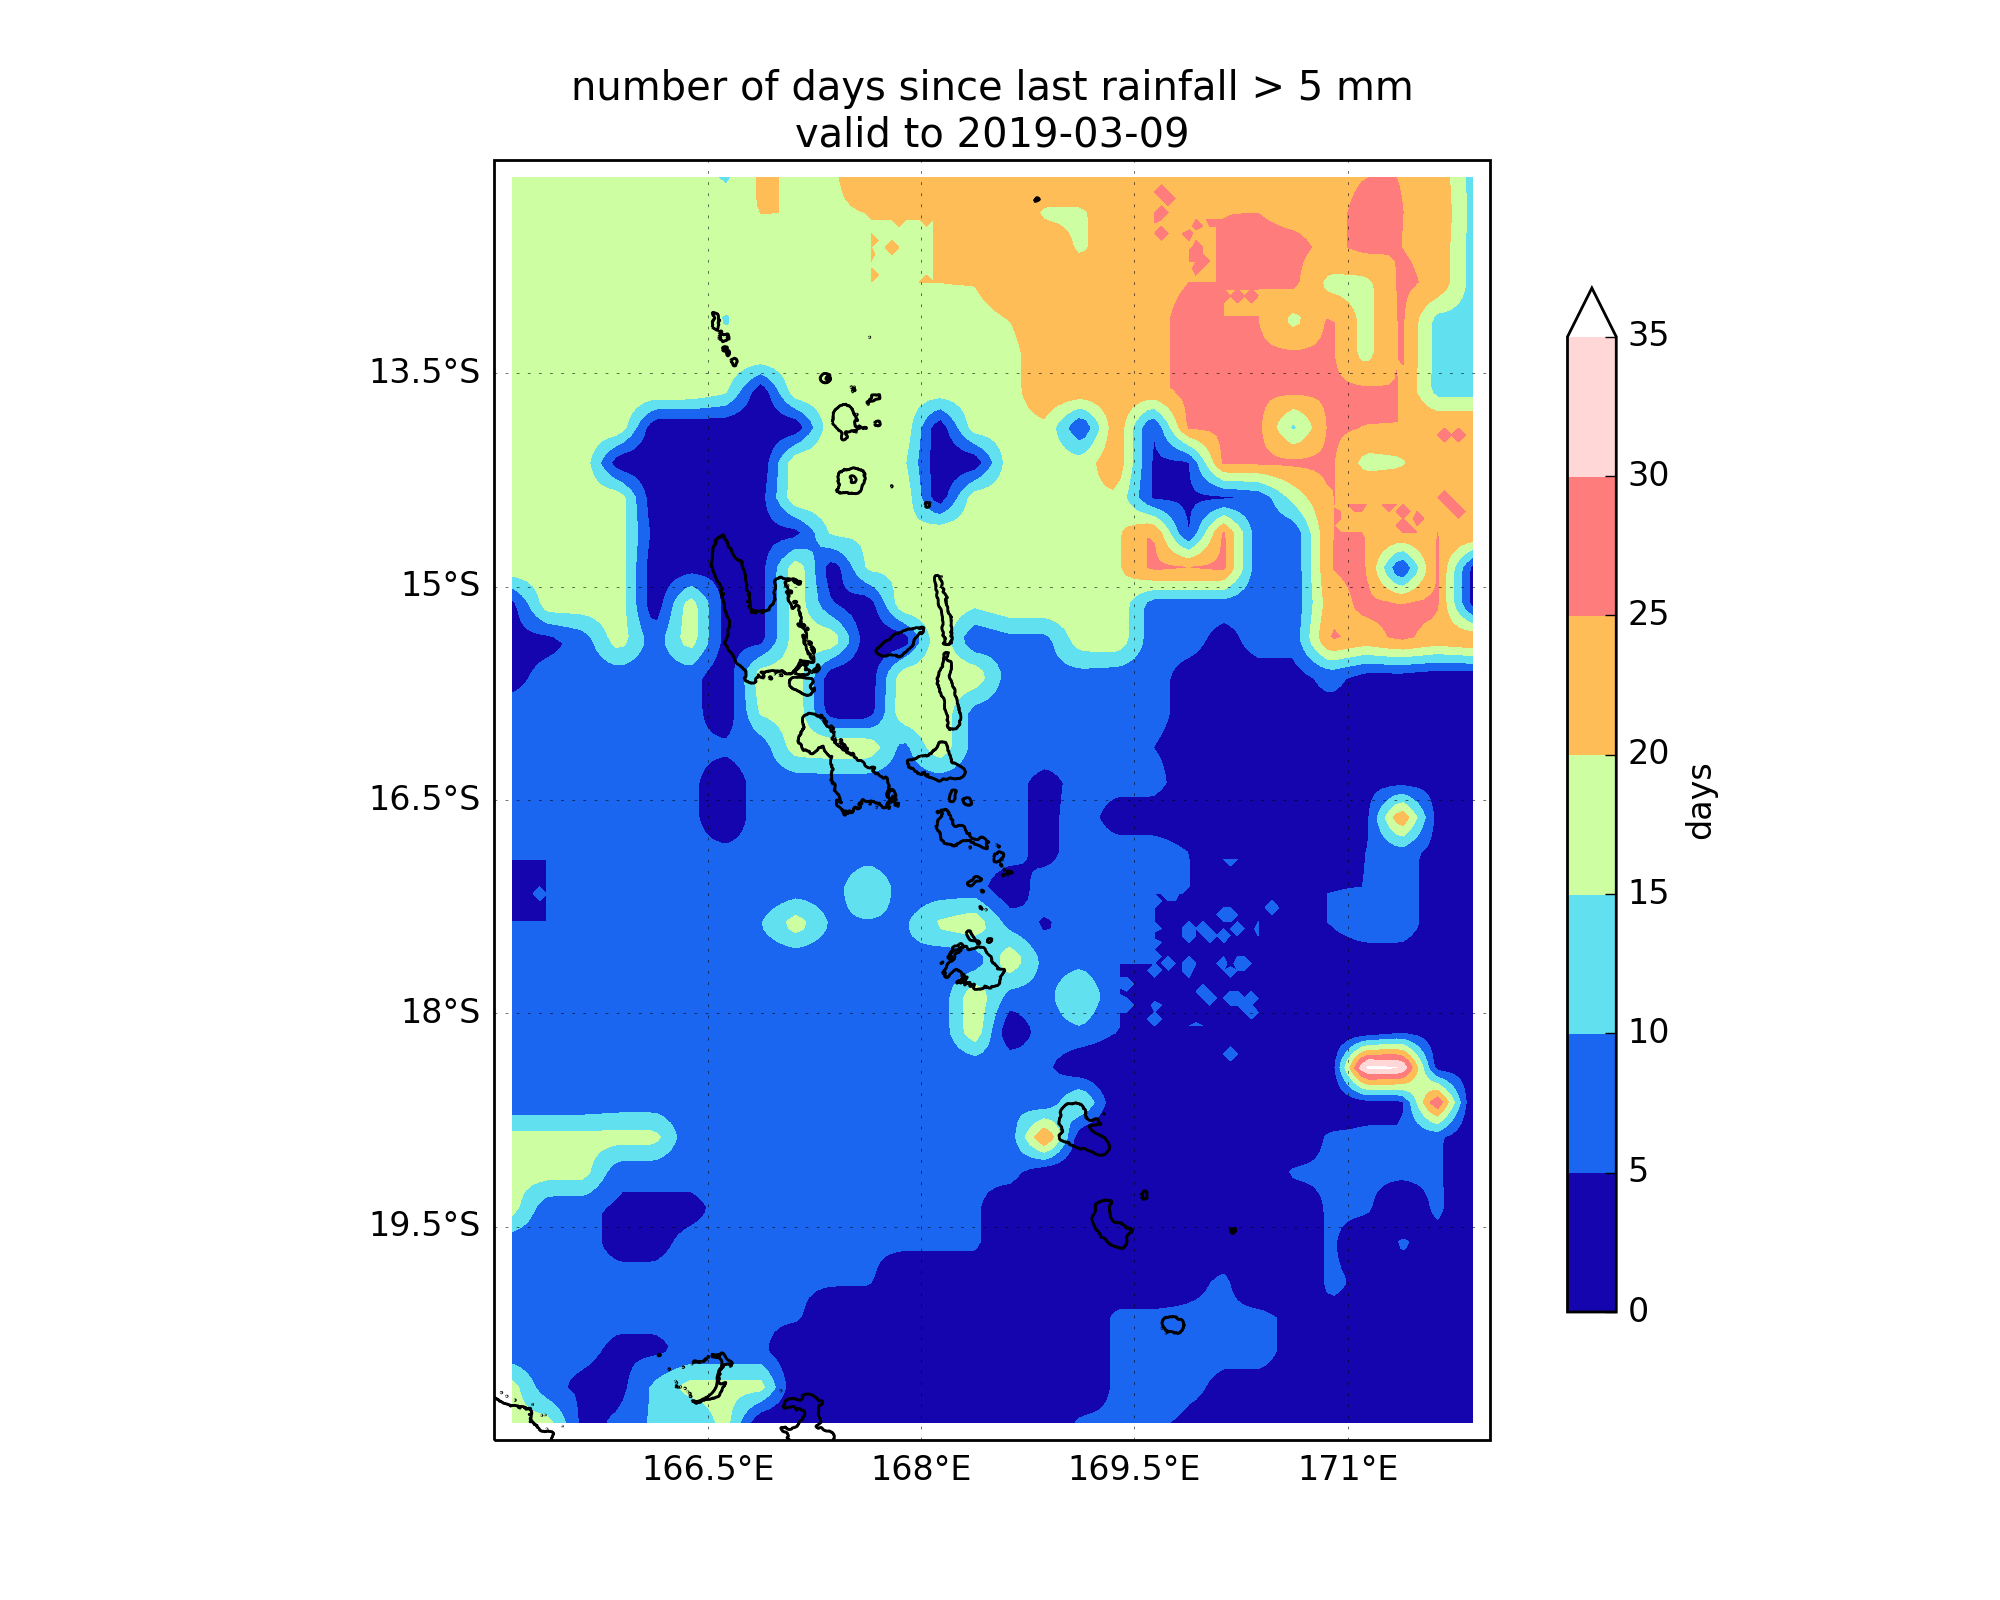 number of days since last rainfall > 5 mm
valid to 2019-03-09
13.5°S
15°S
16.5°S
18°S
19.5°S
166.5°E
168°E
169.5°E
171°E
35
30
25
20
15
10
5
0
days